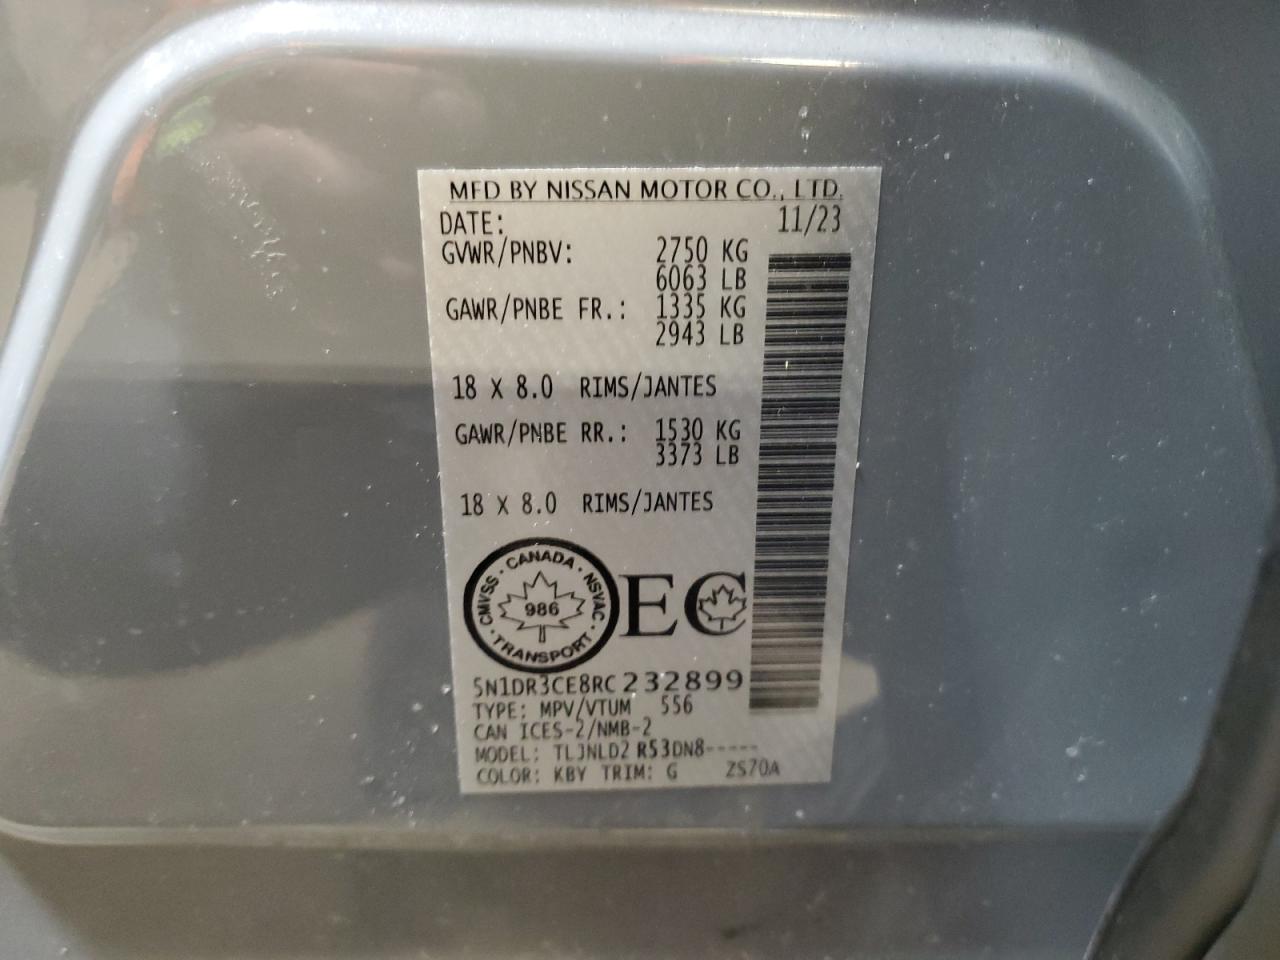 MFD BY NISSAN MOTOR CO., LTD.
DATE: 11/23
GVWR/PNBV: 2750 KG
6063 LB
GAWR/PNBE FR.: 1335 KG
2943 LB
18 X 8.0 RIMS/JANTES
GAWR/PNBE RR.: 1530 KG
3373 LB
18 X 8.0 RIMS/JANTES
CANADA · NSVAC · TRANSPORT · CMVSS ·
986
EC
5N1DR3CE8RC232899
TYPE: MPV/VTUM 556
CAN ICES-2/NMB-2
MODEL: TLJNLD2 R53DN8-----
COLOR: KBY TRIM: G ZS70A